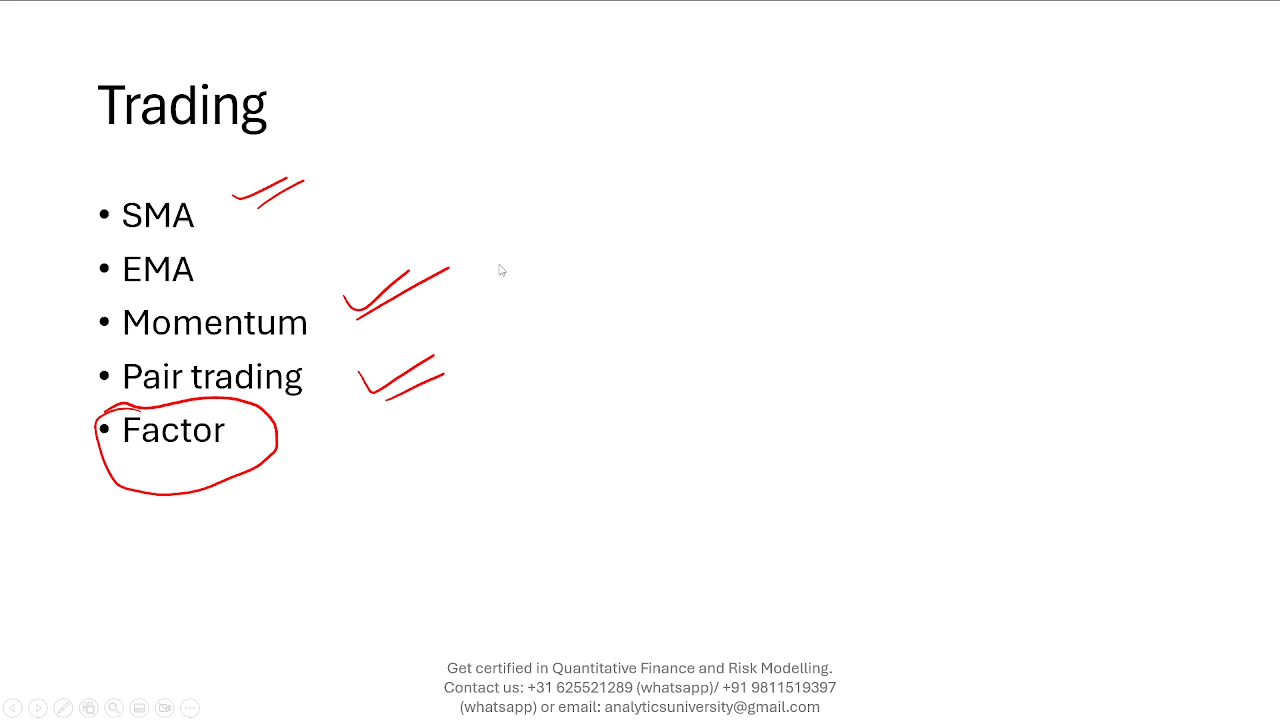 Trading
• SMA
• EMA
• Momentum
• Pair trading
• Factor
Get certified in Quantitative Finance and Risk Modelling.
Contact us: +31 625521289 (whatsapp)/ +91 9811519397
(whatsapp) or email: analyticsuniversity@gmail.com